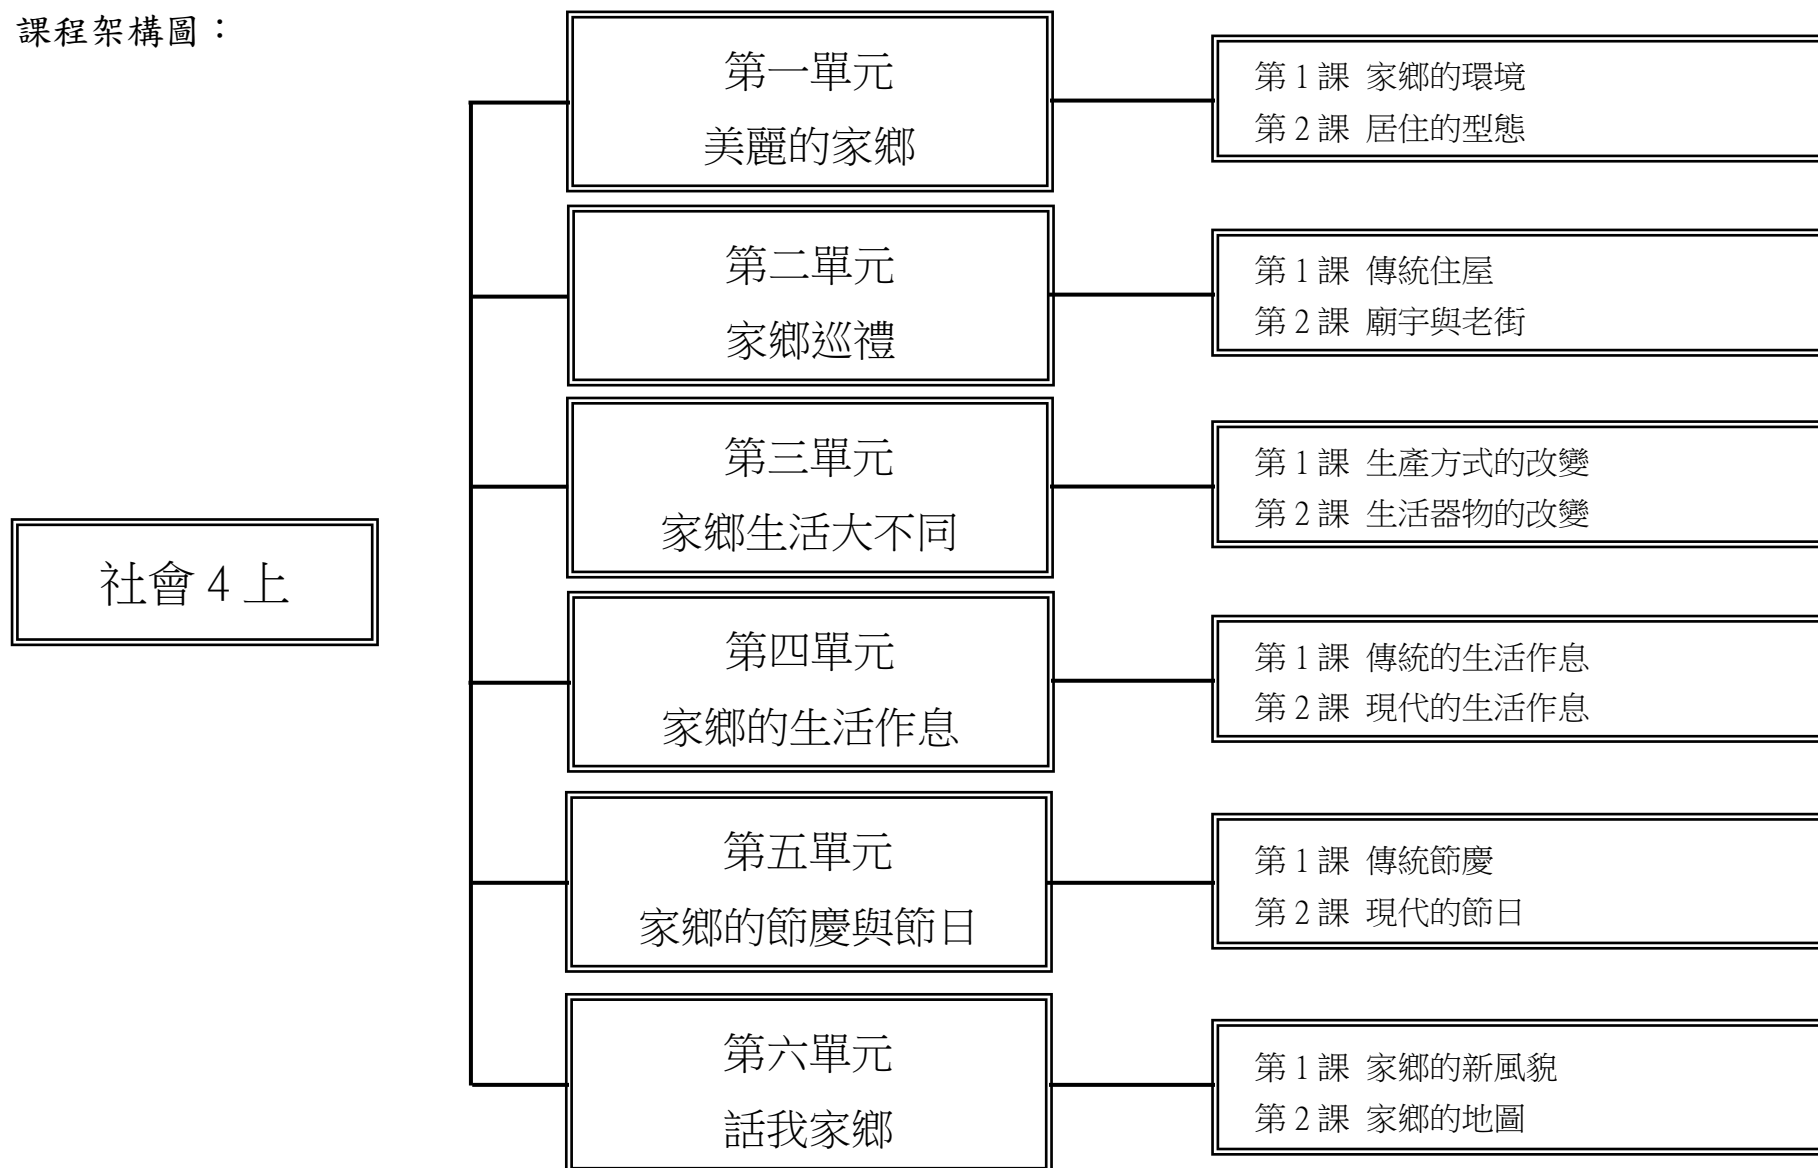 課程架構圖：
社會 4 上
第一單元
美麗的家鄉
第 1 課 家鄉的環境
第 2 課 居住的型態
第二單元
家鄉巡禮
第 1 課 傳統住屋
第 2 課 廟宇與老街
第三單元
家鄉生活大不同
第 1 課 生產方式的改變
第 2 課 生活器物的改變
第四單元
家鄉的生活作息
第 1 課 傳統的生活作息
第 2 課 現代的生活作息
第五單元
家鄉的節慶與節日
第 1 課 傳統節慶
第 2 課 現代的節日
第六單元
話我家鄉
第 1 課 家鄉的新風貌
第 2 課 家鄉的地圖